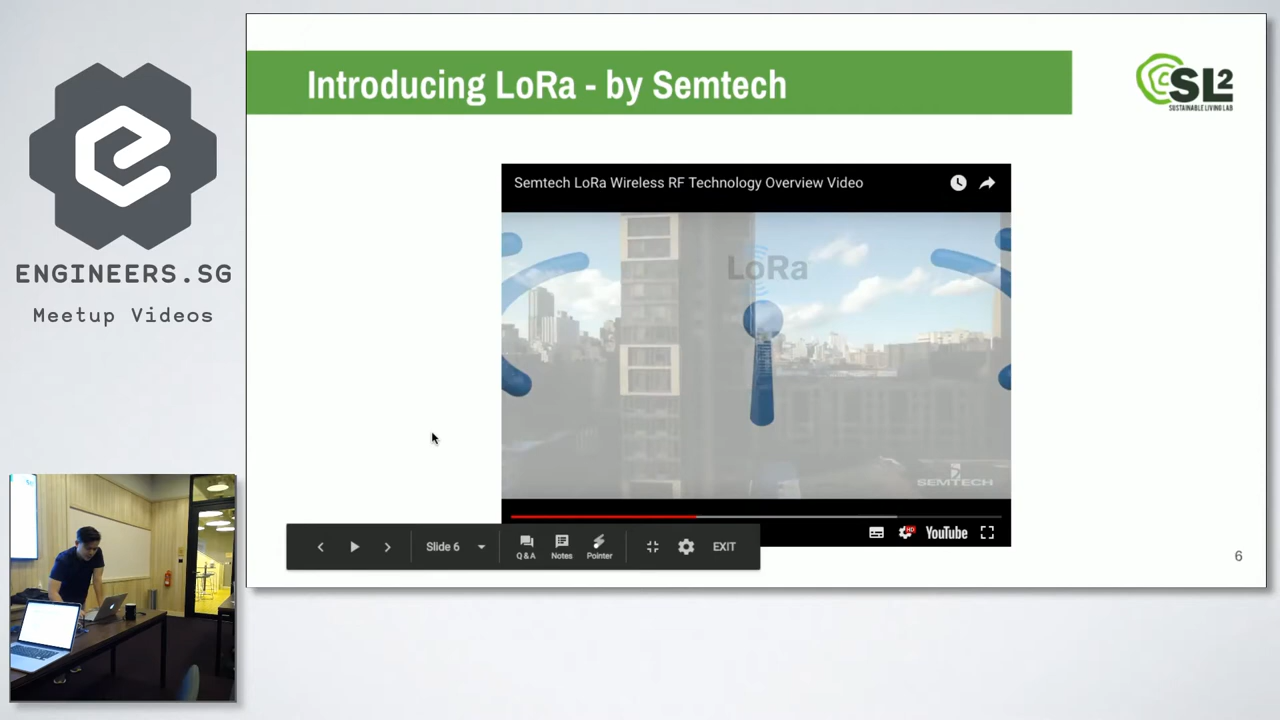 Introducing LoRa - by Semtech
SL2
SUSTAINABLE LIVING LAB
ENGINEERS.SG
Meetup Videos
Semtech LoRa Wireless RF Technology Overview Video
LoRa
SEMTECH
HD
YouTube
Slide 6
Q & A
Notes
Pointer
EXIT
6